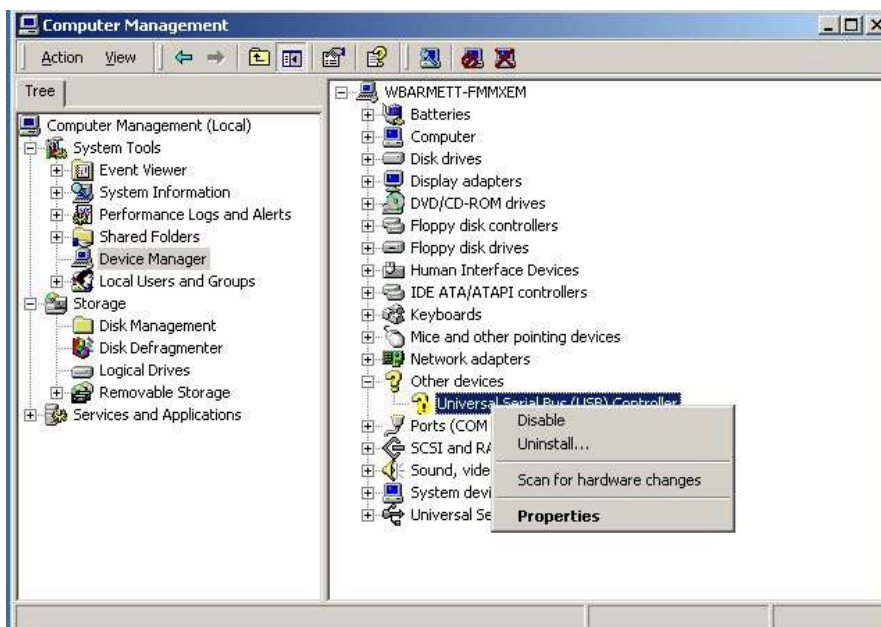 Computer Management
Action View
Tree
Computer Management (Local)
System Tools
Event Viewer
System Information
Performance Logs and Alerts
Shared Folders
Device Manager
Local Users and Groups
Storage
Disk Management
Disk Defragmenter
Logical Drives
Removable Storage
Services and Applications
WBARMETT-FMMXEM
Batteries
Computer
Disk drives
Display adapters
DVD/CD-ROM drives
Floppy disk controllers
Floppy disk drives
Human Interface Devices
IDE ATA/ATAPI controllers
Keyboards
Mice and other pointing devices
Network adapters
Other devices
Universal Serial Bus (USB) Controller
Ports (COM
SCSI and RA
Sound, vide
System devi
Universal Se
Disable
Uninstall...
Scan for hardware changes
Properties